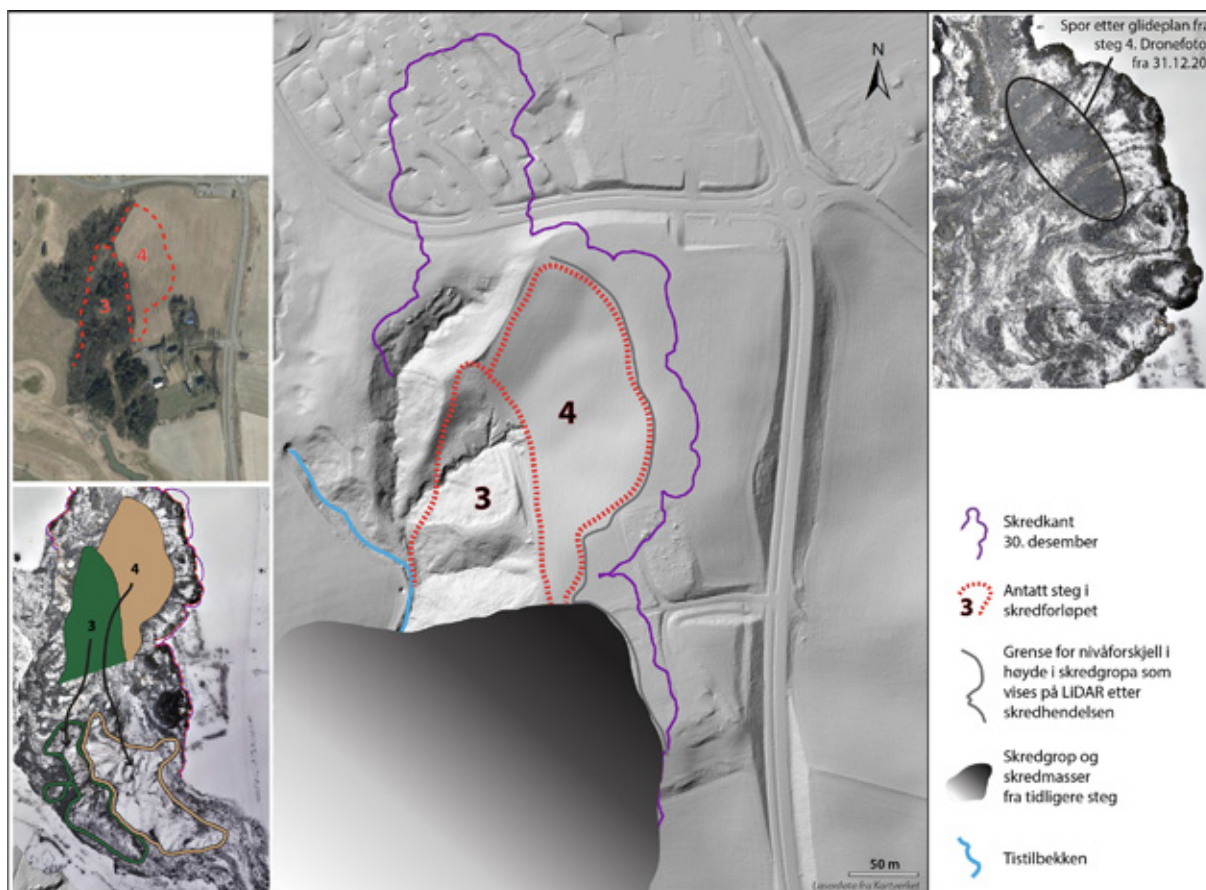 Spor etter glideplan fra
steg 4. Dronefoto
fra 31.12.20
N
4
3
4
3
4
3
Skredkant
30. desember
3
Antatt steg i
skredforløpet
Grense for nivåforskjell i
høyde i skredgropa som
vises på LiDAR etter
skredhendelsen
Skredgrop og
skredmasser
fra tidligere steg
Tistilbekken
50 m
Laserdata fra Kartverket